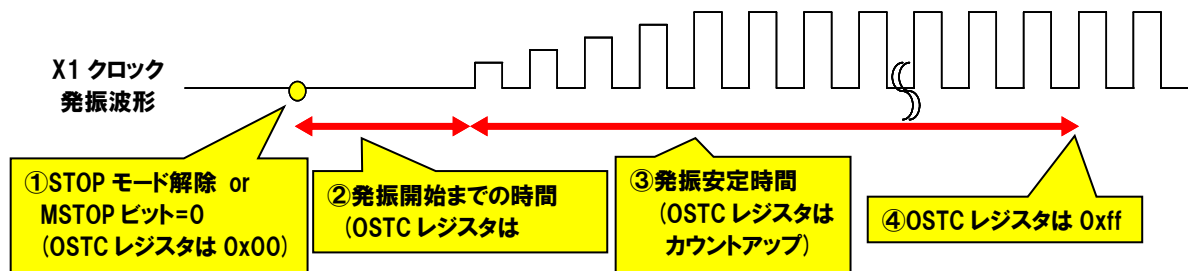 X1 クロック
発振波形
①STOP モード解除 or
MSTOP ビット=0
(OSTC レジスタは 0x00)
②発振開始までの時間
(OSTC レジスタは
③発振安定時間
(OSTC レジスタは
カウントアップ)
④OSTC レジスタは 0xff